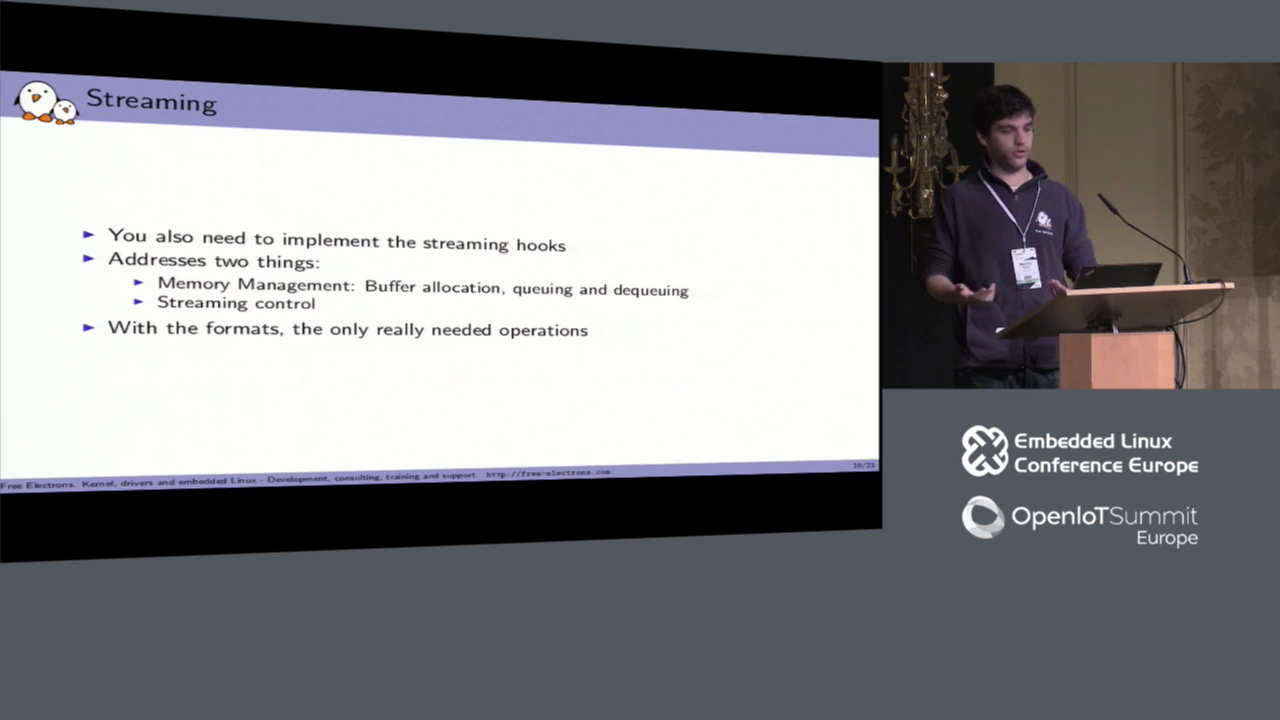 Streaming
► You also need to implement the streaming hooks
► Addresses two things:
► Memory Management: Buffer allocation, queuing and dequeuing
► Streaming control
► With the formats, the only really needed operations
Free Electrons. Kernel, drivers and embedded Linux - Development, consulting, training and support. http://free-electrons.com
10/23
Embedded Linux
Conference Europe
OpenIoTSummit
Europe